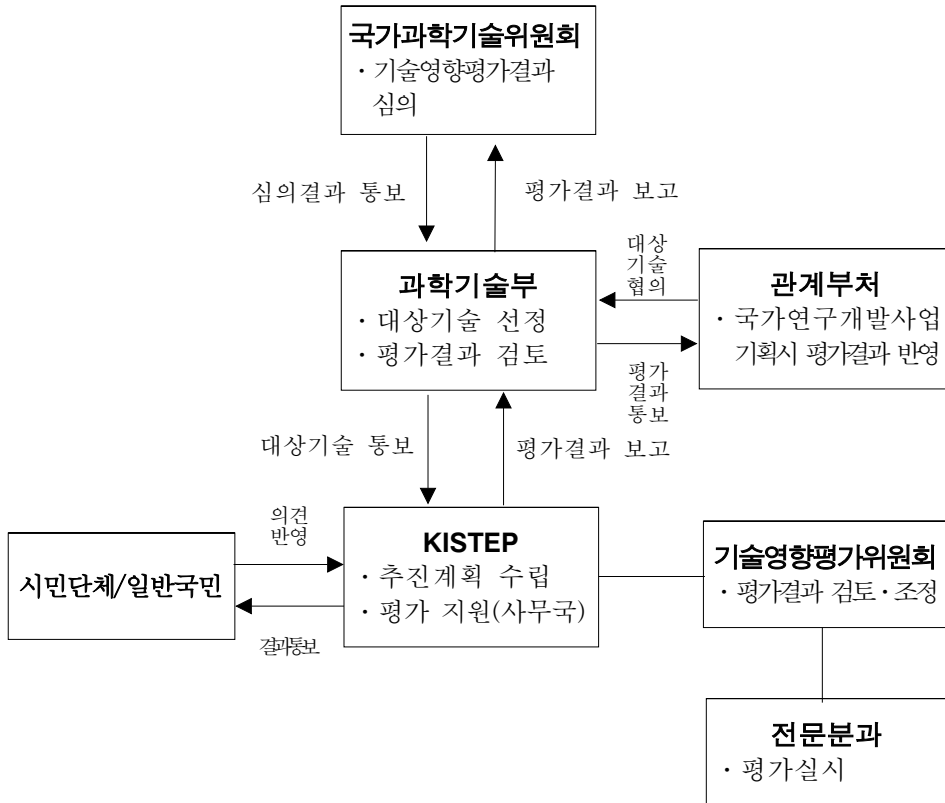 국가과학기술위원회
· 기술영향평가결과
심의
심의결과 통보
평가결과 보고
대상
기술
협의
과학기술부
· 대상기술 선정
· 평가결과 검토
관계부처
· 국가연구개발사업
기획시 평가결과 반영
평가
결과
통보
대상기술 통보
평가결과 보고
의견
반영
시민단체/일반국민
결과통보
KISTEP
· 추진계획 수립
· 평가 지원(사무국)
기술영향평가위원회
· 평가결과 검토 · 조정
전문분과
· 평가실시